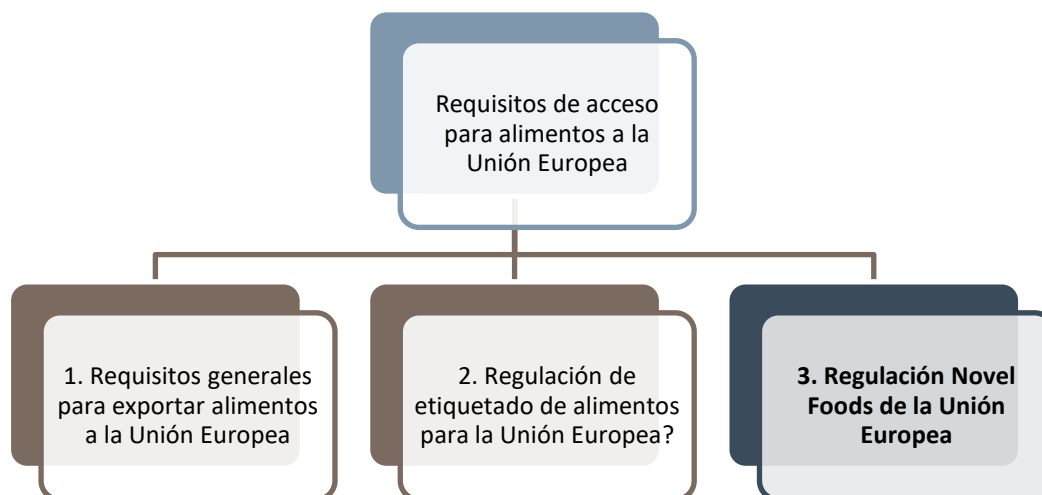 Requisitos de acceso
para alimentos a la
Unión Europea
1. Requisitos generales
para exportar alimentos
a la Unión Europea
2. Regulación de
etiquetado de alimentos
para la Unión Europea?
3. Regulación Novel
Foods de la Unión
Europea